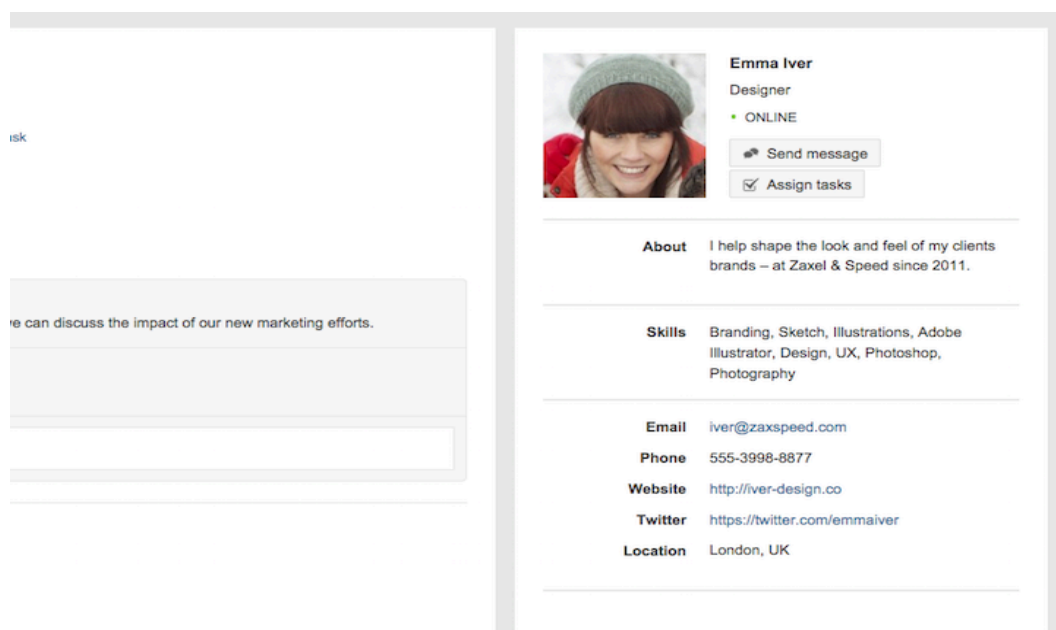 ask
e can discuss the impact of our new marketing efforts.
Emma Iver
Designer
ONLINE
Send message
Assign tasks
About I help shape the look and feel of my clients
brands – at Zaxel & Speed since 2011.
Skills Branding, Sketch, Illustrations, Adobe
Illustrator, Design, UX, Photoshop,
Photography
Email iver@zaxspeed.com
Phone 555-3998-8877
Website http://iver-design.co
Twitter https://twitter.com/emmaiver
Location London, UK